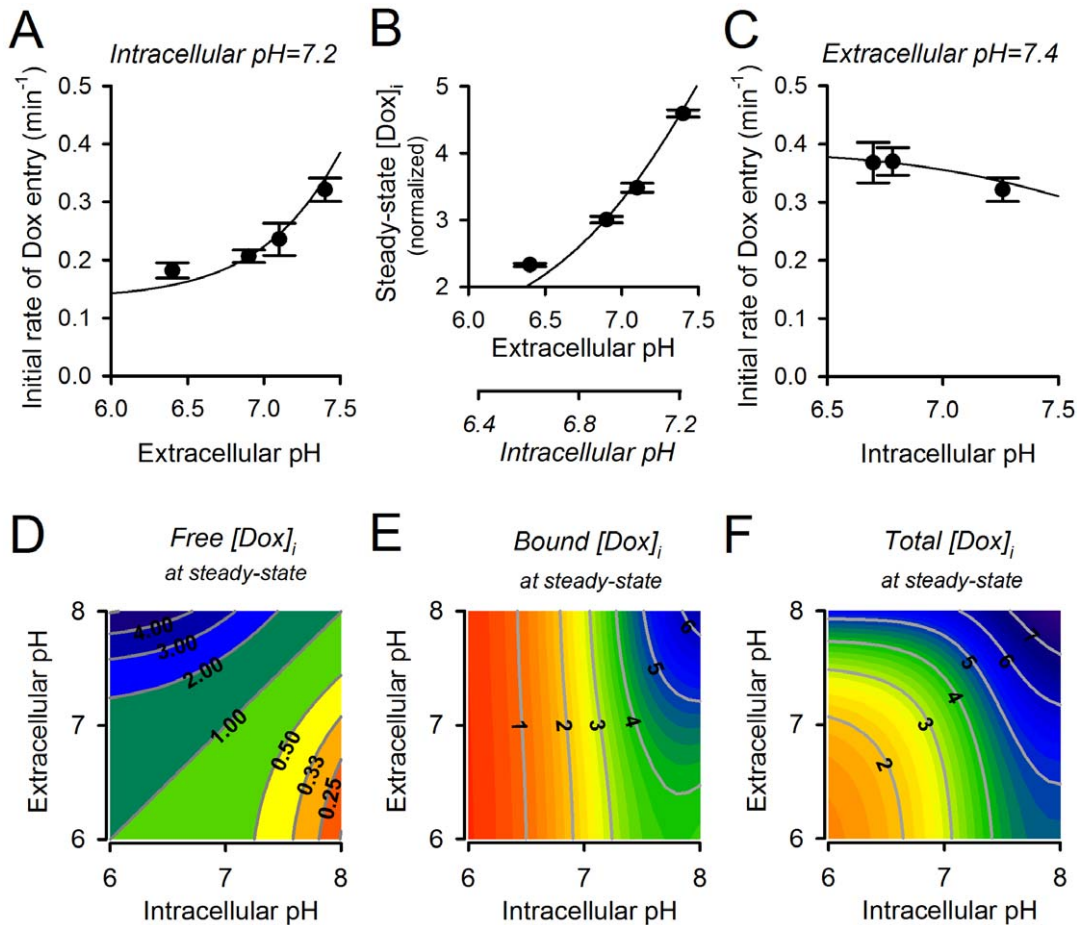 A
Intracellular pH=7.2
Initial rate of Dox entry (min⁻¹)
0.5
0.4
0.3
0.2
0.1
0.0
6.0 6.5 7.0 7.5
Extracellular pH
B
Steady-state [Dox]i
(normalized)
5
4
3
2
6.0 6.5 7.0 7.5
Extracellular pH
6.4 6.8 7.2
Intracellular pH
C
Extracellular pH=7.4
Initial rate of Dox entry (min⁻¹)
0.5
0.4
0.3
0.2
0.1
0.0
6.5 7.0 7.5
Intracellular pH
D
Free [Dox]i
at steady-state
Extracellular pH
8
7
6
4.00
3.00
2.00
1.00
0.50
0.33
0.25
6 7 8
Intracellular pH
E
Bound [Dox]i
at steady-state
Extracellular pH
8
7
6
1
2
3
4
5
6
6 7 8
Intracellular pH
F
Total [Dox]i
at steady-state
Extracellular pH
8
7
6
2
3
4
5
6
7
6 7 8
Intracellular pH